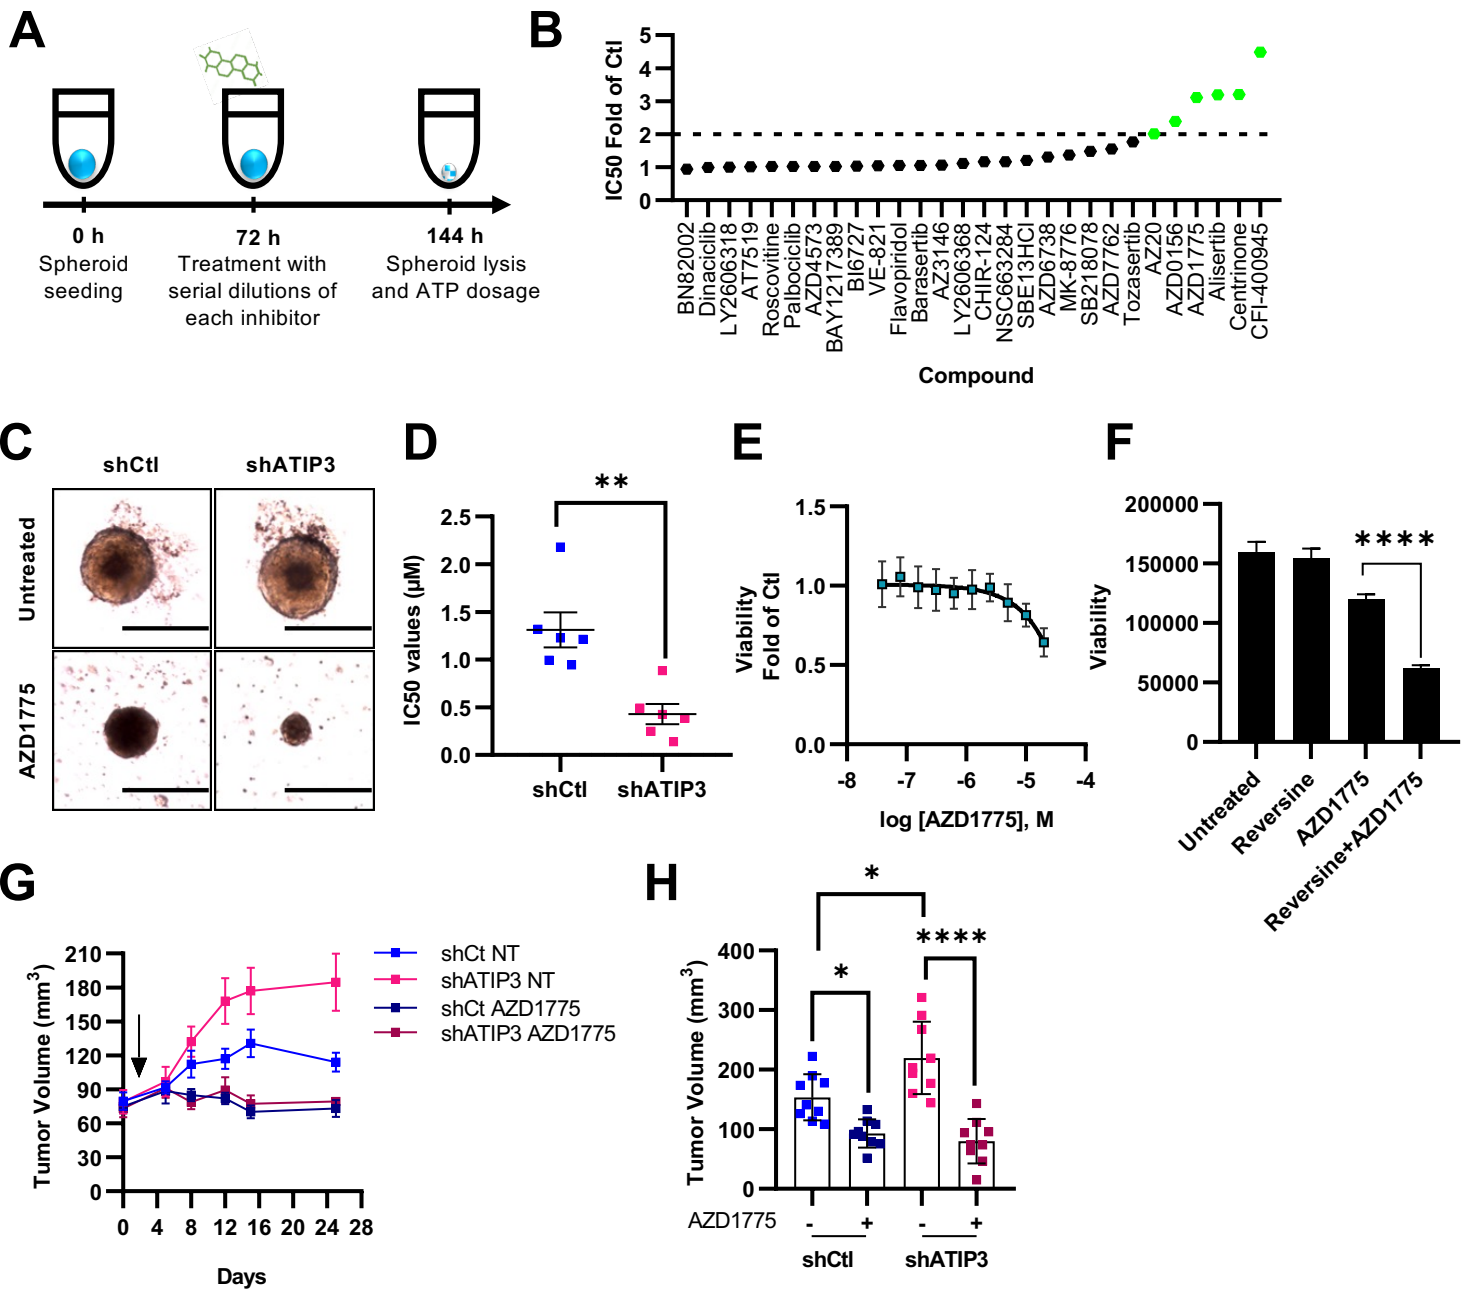 A
0 h
72 h
144 h
Spheroid
seeding
Treatment with
serial dilutions of
each inhibitor
Spheroid lysis
and ATP dosage
B
IC50 Fold of Ctl
5
4
3
2
1
0
BN82002
Dinaciclib
LY2606318
AT7519
Roscovitine
Palbociclib
AZD4573
BAY1217389
BI6727
VE-821
Flavopiridol
Barasertib
AZ3146
LY2606368
CHIR-124
NSC663284
SBE13HCl
AZD6738
MK-8776
SB218078
AZD7762
Tozasertib
AZ20
AZD0156
AZD1775
Alisertib
Centrinone
CFI-400945
Compound
C
shCtl
shATIP3
Untreated
AZD1775
D
**
IC50 values (µM)
2.5
2.0
1.5
1.0
0.5
0.0
shCtl
shATIP3
E
Viability
Fold of Ctl
1.5
1.0
0.5
0.0
-8
-7
-6
-5
-4
log [AZD1775], M
F
Viability
200000
150000
100000
50000
0
****
Untreated
Reversine
AZD1775
Reversine+AZD1775
G
Tumor Volume (mm3)
210
180
150
120
90
60
30
0
0 4 8 12 16 20 24 28
Days
shCt NT
shATIP3 NT
shCt AZD1775
shATIP3 AZD1775
H
*
****
*
Tumor Volume (mm3)
400
300
200
100
0
AZD1775 - + - +
shCtl
shATIP3